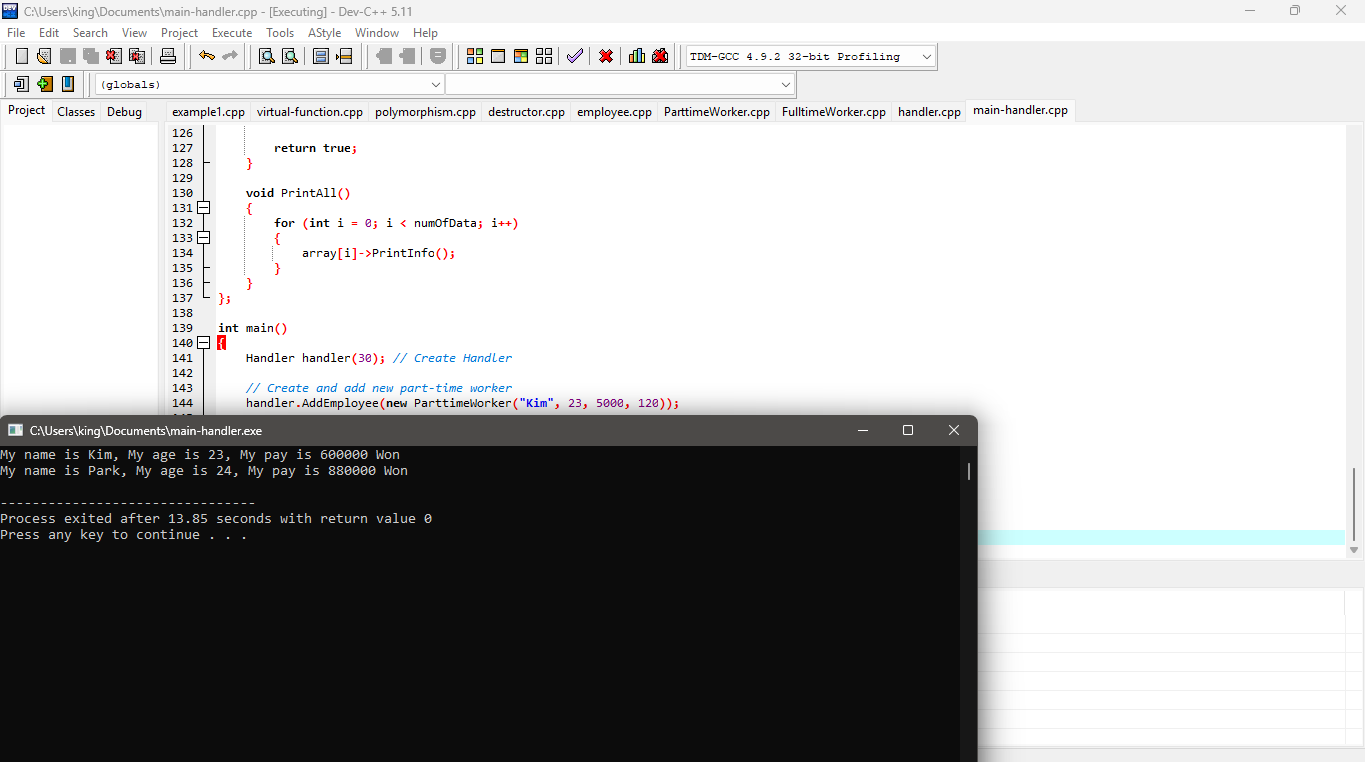 C:\Users\king\Documents\main-handler.cpp - [Executing] - Dev-C++ 5.11
File Edit Search View Project Execute Tools AStyle Window Help
TDM-GCC 4.9.2 32-bit Profiling
(globals)
Project Classes Debug example1.cpp virtual-function.cpp polymorphism.cpp destructor.cpp employee.cpp ParttimeWorker.cpp FulltimeWorker.cpp handler.cpp main-handler.cpp
126
127 return true;
128 }
129
130 void PrintAll()
131 {
132 for (int i = 0; i < numOfData; i++)
133 {
134 array[i]->PrintInfo();
135 }
136 }
137 };
138
139 int main()
140 {
141 Handler handler(30); // Create Handler
142
143 // Create and add new part-time worker
144 handler.AddEmployee(new ParttimeWorker("Kim", 23, 5000, 120));
C:\Users\king\Documents\main-handler.exe
My name is Kim, My age is 23, My pay is 600000 Won
My name is Park, My age is 24, My pay is 880000 Won
--------------------------------
Process exited after 13.85 seconds with return value 0
Press any key to continue . . .